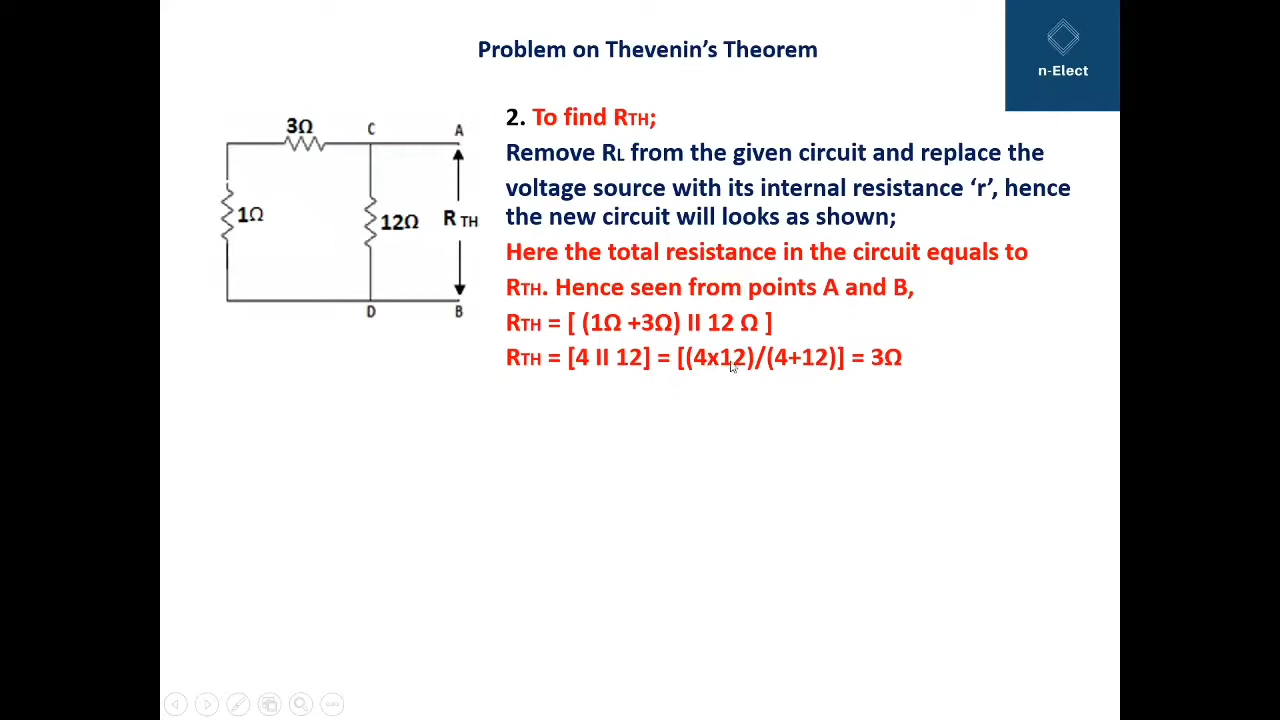 Problem on Thevenin's Theorem
n-Elect
3Ω
C
A
1Ω
12Ω
R TH
D
B
2. To find RTH;
Remove RL from the given circuit and replace the
voltage source with its internal resistance ‘r’, hence
the new circuit will looks as shown;
Here the total resistance in the circuit equals to
RTH. Hence seen from points A and B,
RTH = [ (1Ω +3Ω) II 12 Ω ]
RTH = [4 II 12] = [(4x12)/(4+12)] = 3Ω